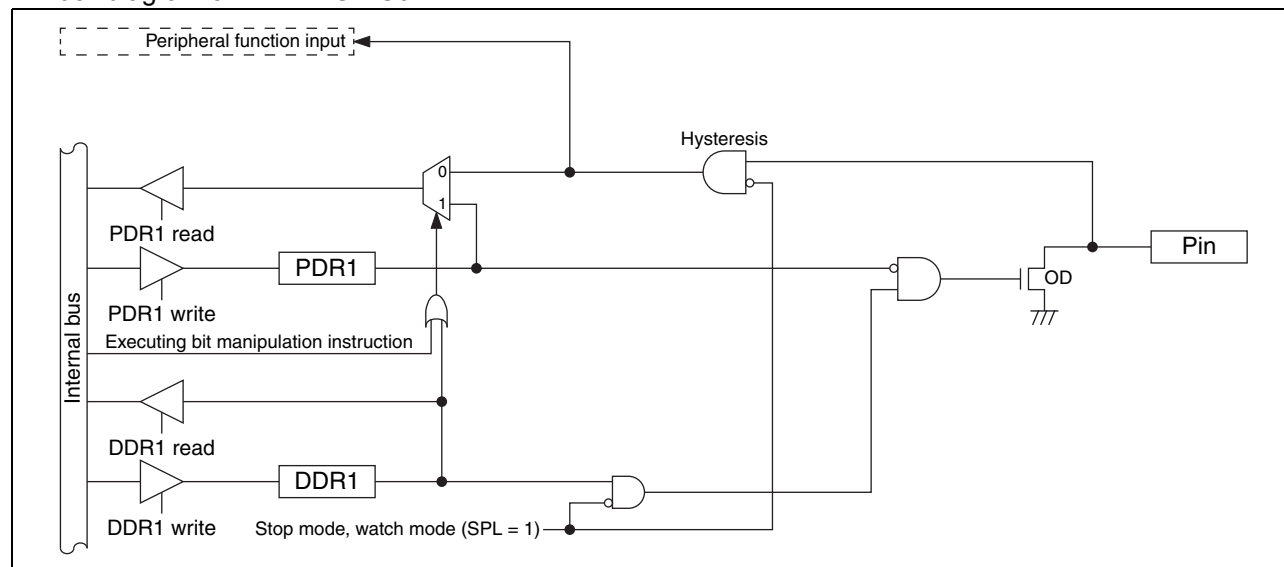 Peripheral function input
Hysteresis
0
1
PDR1 read
PDR1
Pin
OD
PDR1 write
Internal bus
Executing bit manipulation instruction
DDR1 read
DDR1
DDR1 write
Stop mode, watch mode (SPL = 1)